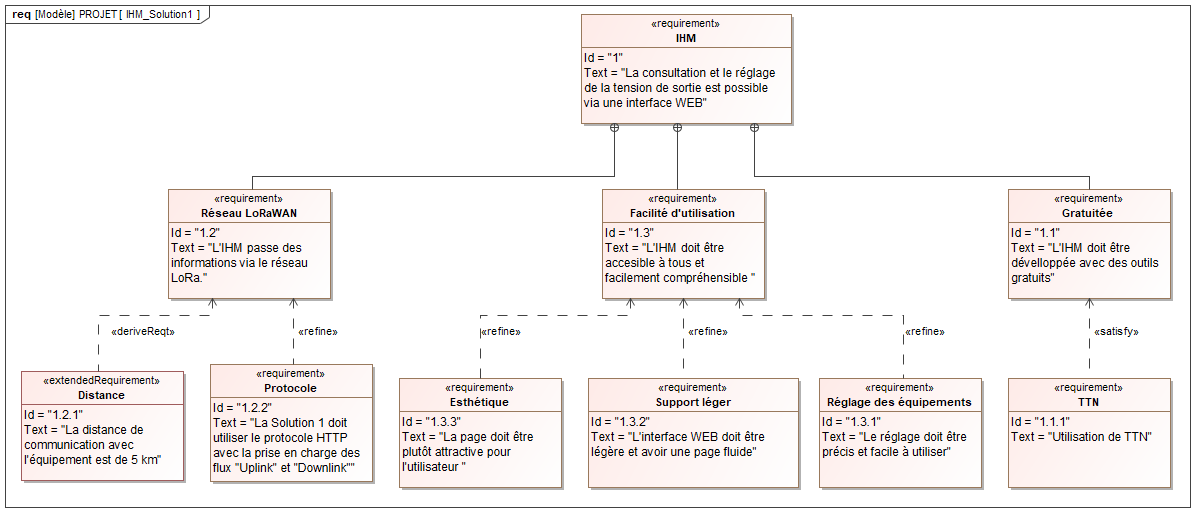 req [Modèle] PROJET [ IHM_Solution1 ]
«requirement»
IHM
Id = "1"
Text = "La consultation et le réglage
de la tension de sortie est possible
via une interface WEB"
«requirement»
Réseau LoRaWAN
Id = "1.2"
Text = "L'IHM passe des
informations via le réseau
LoRa."
«requirement»
Facilité d'utilisation
Id = "1.3"
Text = "L'IHM doit être
accesible à tous et
facilement compréhensible "
«requirement»
Gratuitée
Id = "1.1"
Text = "L'IHM doit être
dévelloppée avec des outils
gratuits"
«deriveReqt»
«refine»
«refine»
«refine»
«refine»
«satisfy»
«extendedRequirement»
Distance
Id = "1.2.1"
Text = "La distance de
communication avec
l'équipement est de 5 km"
«requirement»
Protocole
Id = "1.2.2"
Text = "La Solution 1 doit
utiliser le protocole HTTP
avec la prise en charge des
flux "Uplink" et "Downlink""
«requirement»
Esthétique
Id = "1.3.3"
Text = "La page doit être
plutôt attractive pour
l'utilisateur "
«requirement»
Support léger
Id = "1.3.2"
Text = "L'interface WEB doit être
légère et avoir une page fluide"
«requirement»
Réglage des équipements
Id = "1.3.1"
Text = "Le réglage doit être
précis et facile à utiliser"
«requirement»
TTN
Id = "1.1.1"
Text = "Utilisation de TTN"